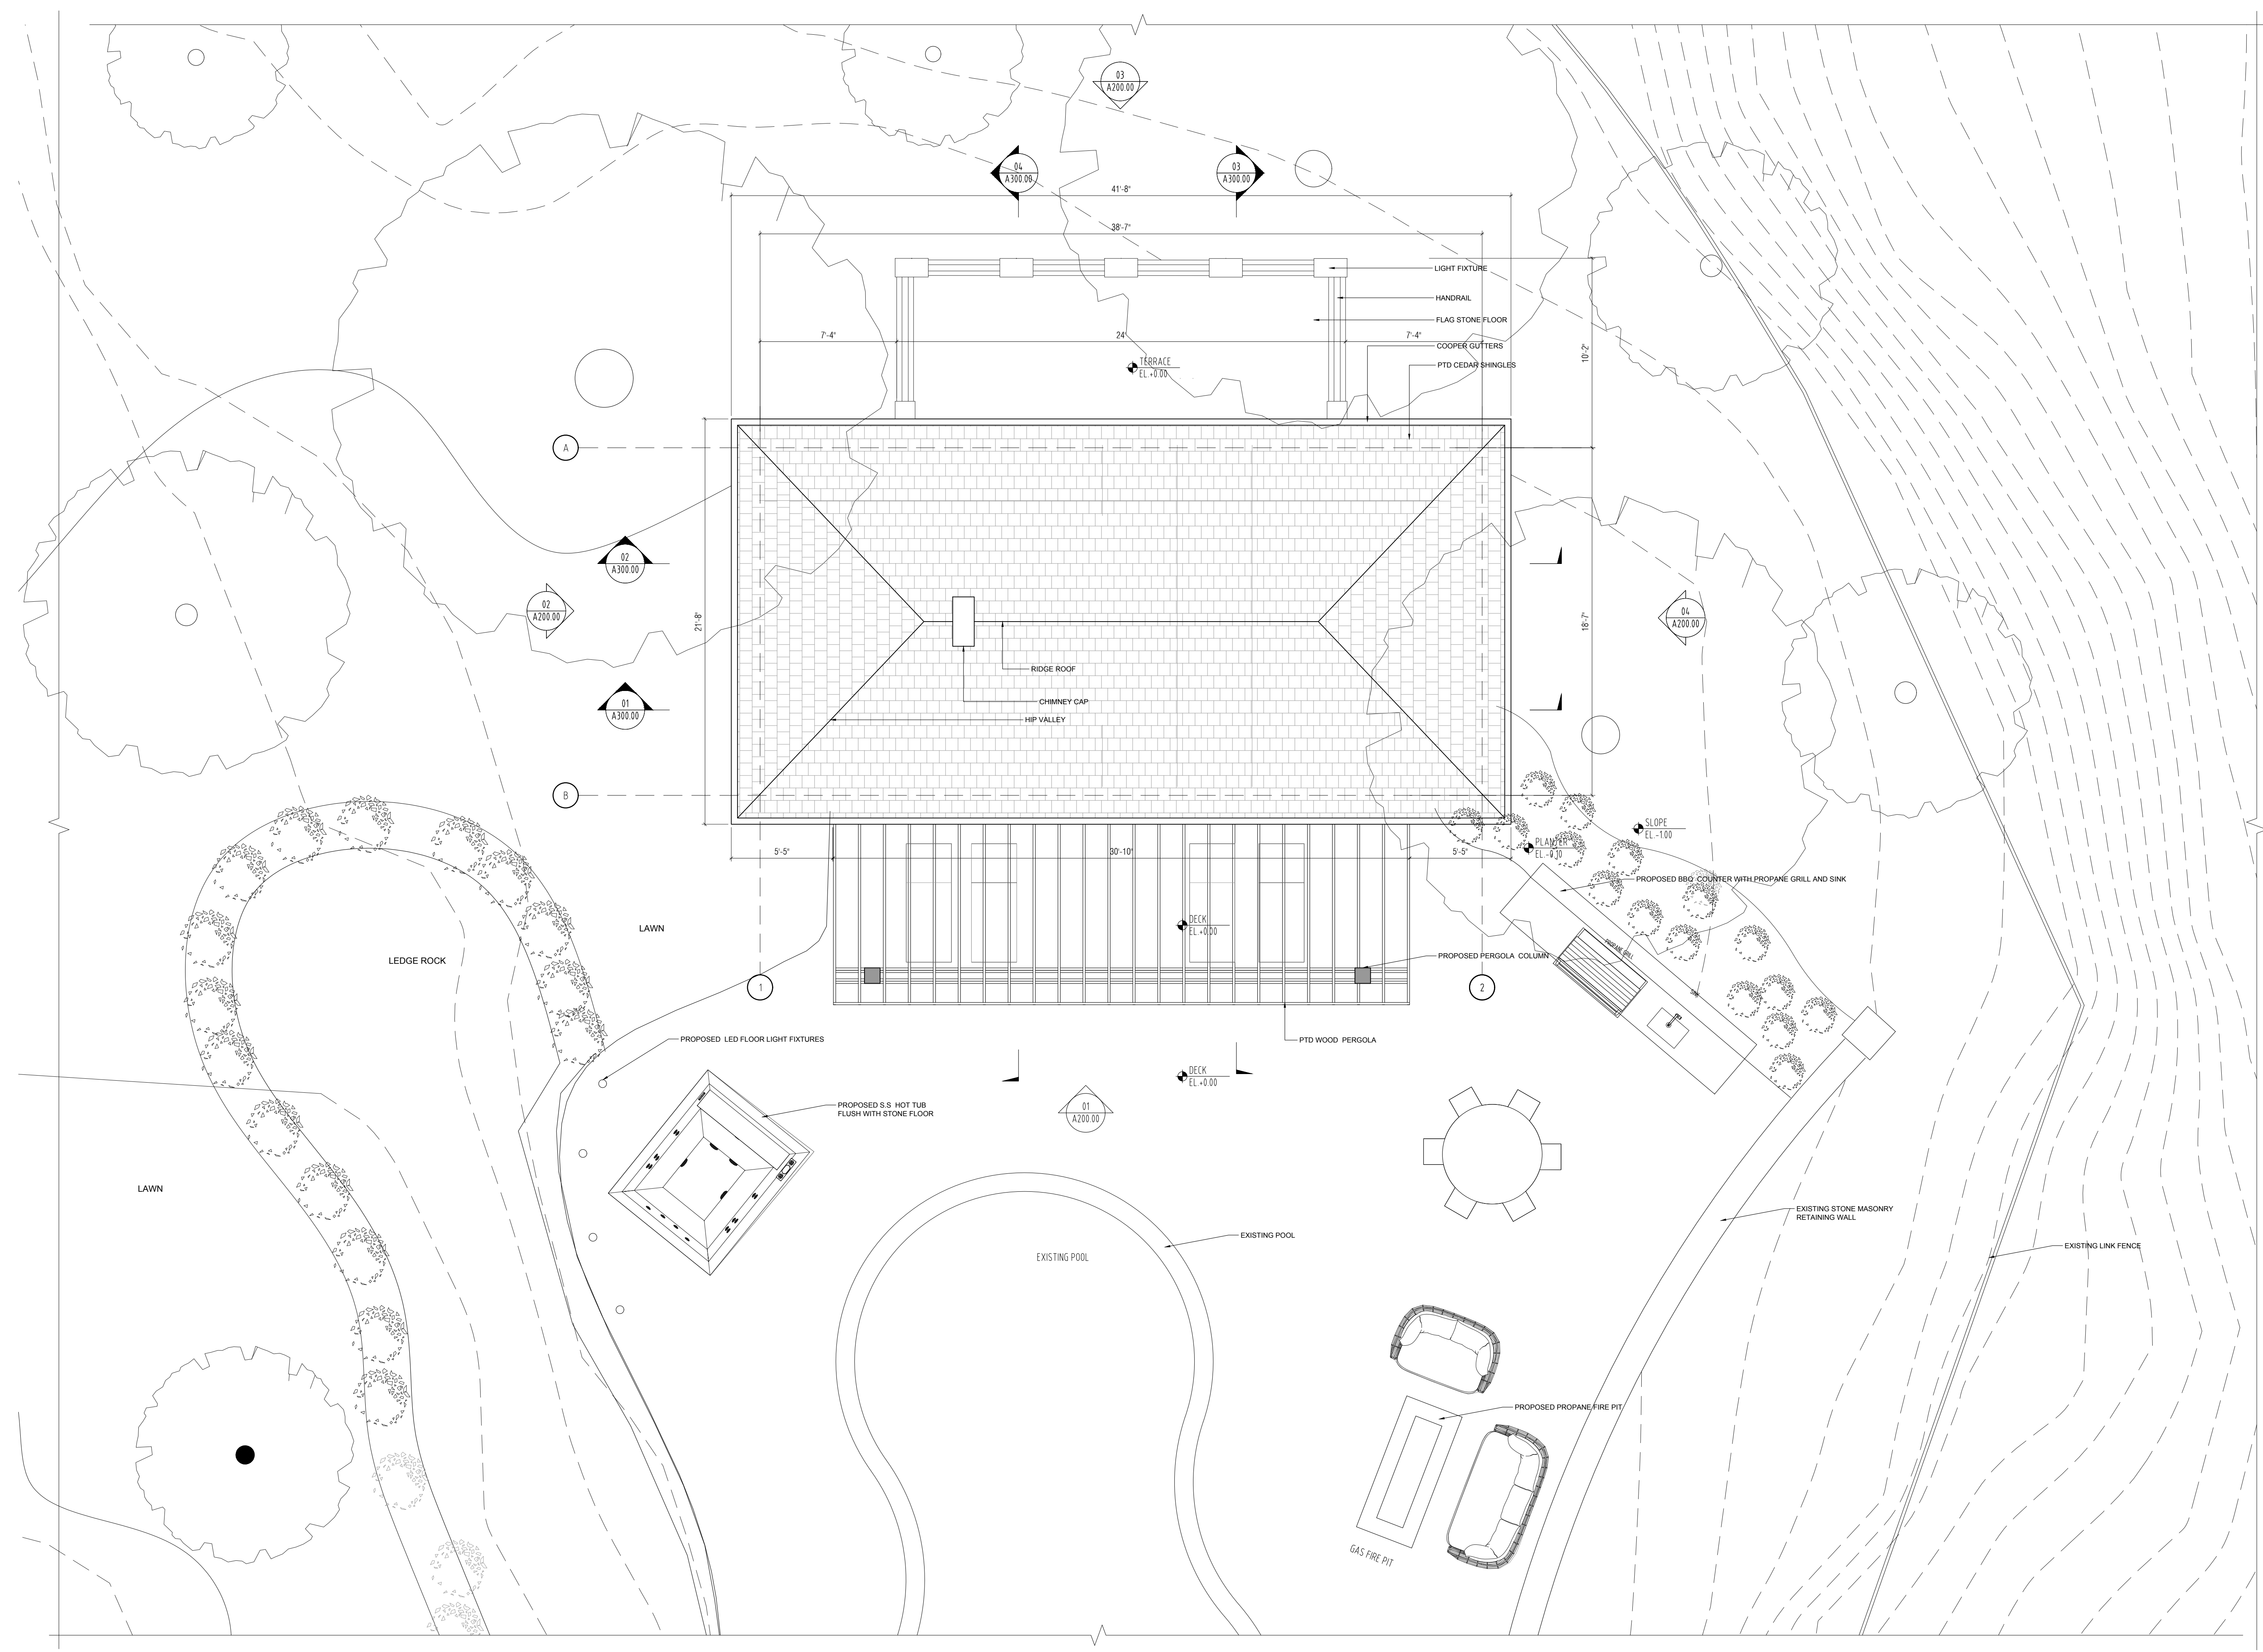 03
A200.00
04
A300.00
03
A300.00
41'-8"
38'-7"
LIGHT FIXTURE
HANDRAIL
FLAG STONE FLOOR
7'-4"
24'
7'-4"
COOPER GUTTERS
10'-2"
TERRACE
EL.+0.00
PTD CEDAR SHINGLES
A
02
A300.00
02
A200.00
21'-8"
18'-7"
04
A200.00
RIDGE ROOF
CHIMNEY CAP
01
A300.00
HIP VALLEY
B
SLOPE
EL.-1.00
PLANTER
EL.-0.10
5'-5"
30'-10"
5'-5"
PROPOSED BBQ COUNTER WITH PROPANE GRILL AND SINK
DECK
EL.+0.00
LAWN
LEDGE ROCK
PROPANE GRILL
PROPOSED PERGOLA COLUMN
1
2
SINK
PROPOSED LED FLOOR LIGHT FIXTURES
PTD WOOD PERGOLA
DECK
EL.+0.00
PROPOSED S.S HOT TUB
FLUSH WITH STONE FLOOR
01
A200.00
LAWN
EXISTING STONE MASONRY
RETAINING WALL
EXISTING POOL
EXISTING LINK FENCE
EXISTING POOL
PROPOSED PROPANE FIRE PIT
GAS FIRE PIT